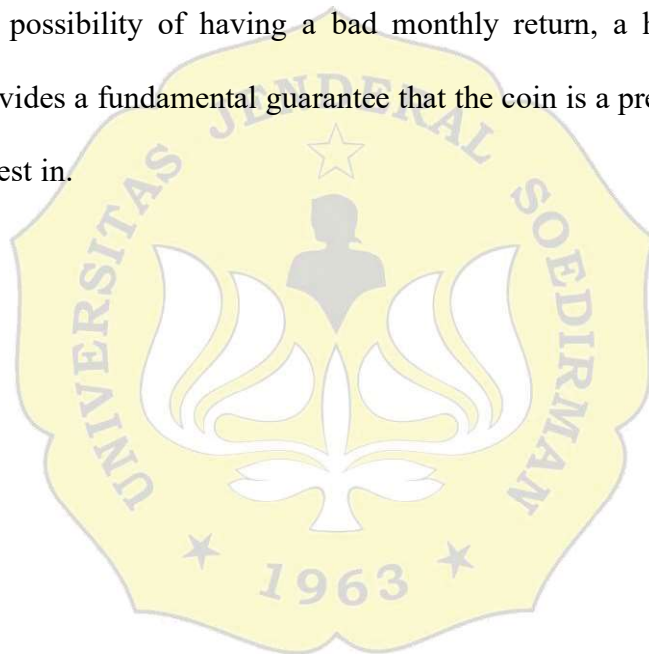 possibility of having a bad monthly return, a
vides a fundamental guarantee that the coin is a
est in.
UNIVERSITAS JENDERAL SOEDIRMAN
1963